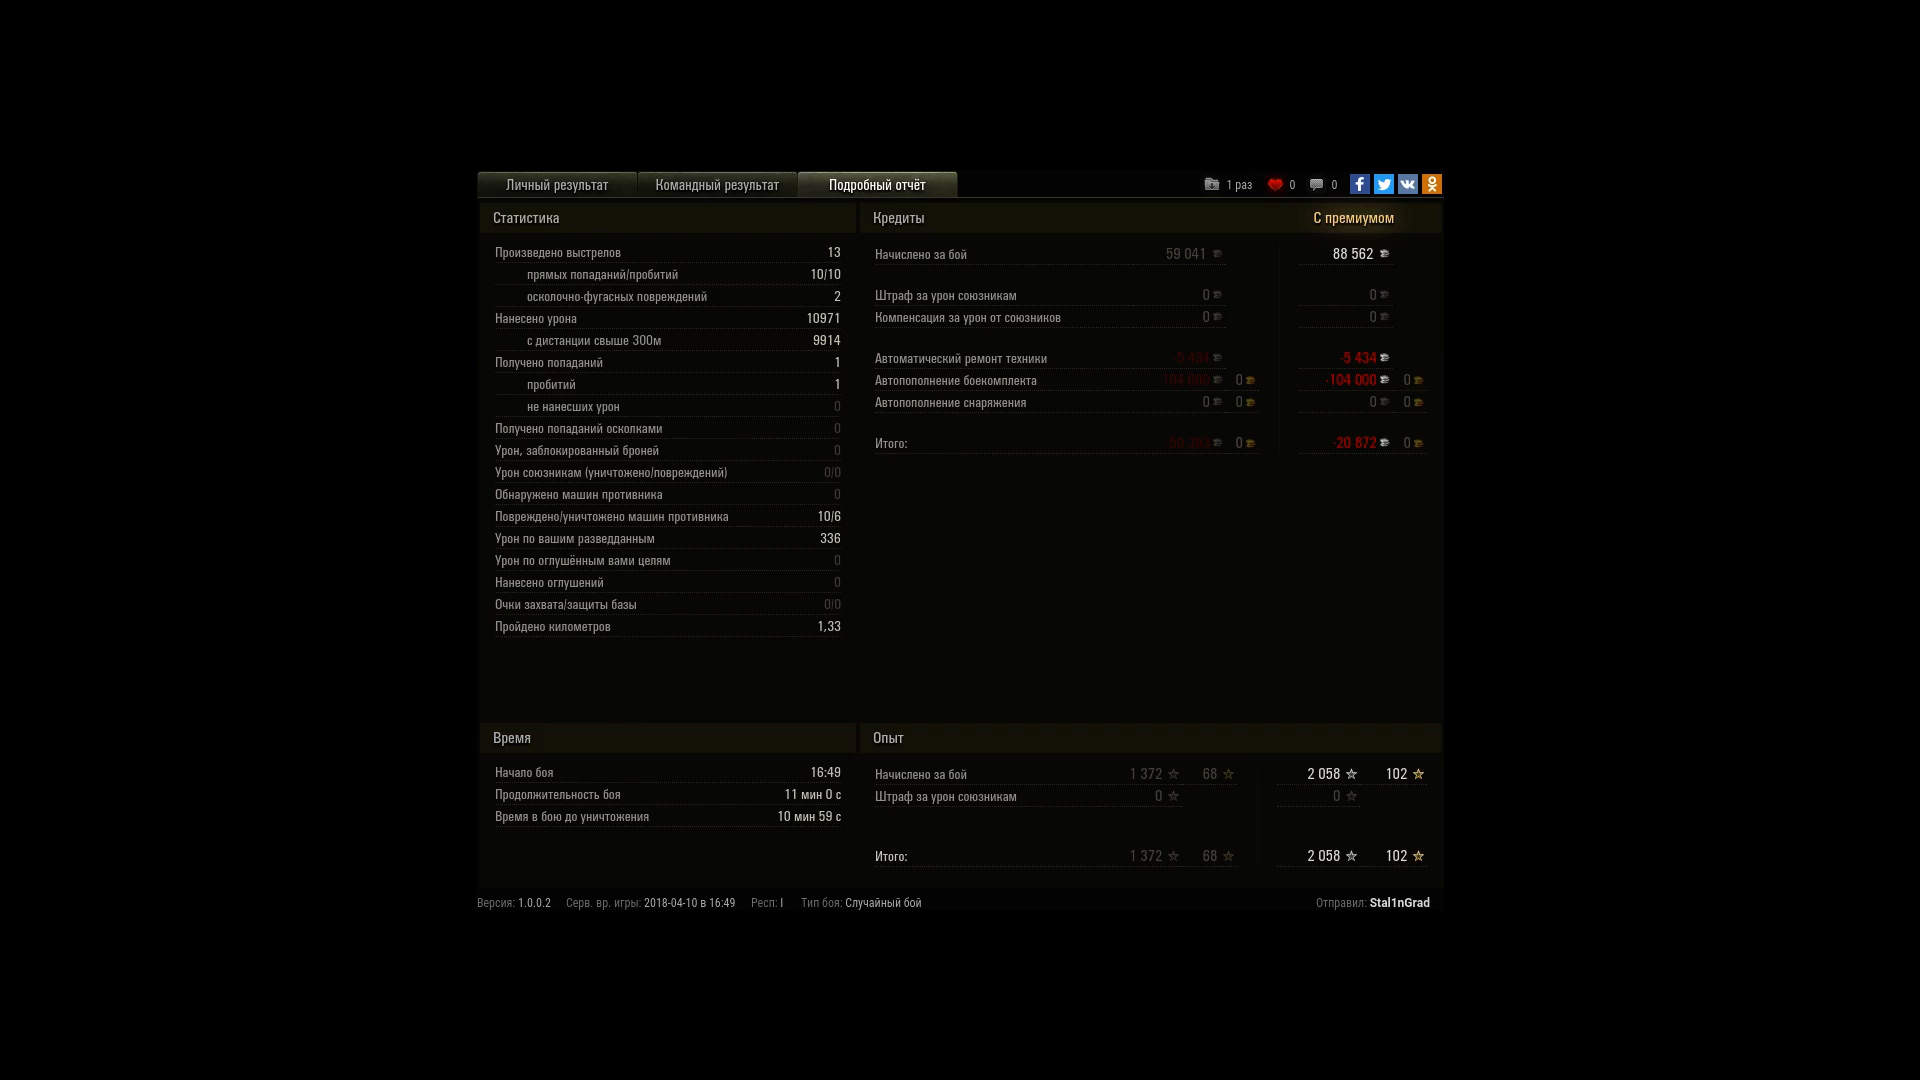 Личный результат Командный результат Подробный отчёт 1 раз 0 0
Статистика
Произведено выстрелов 13
прямых попаданий/пробитий 10/10
осколочно-фугасных повреждений 2
Нанесено урона 10971
с дистанции свыше 300м 9914
Получено попаданий 1
пробитий 1
не нанесших урон 0
Получено попаданий осколками 0
Урон, заблокированный броней 0
Урон союзникам (уничтожено/повреждений) 0/0
Обнаружено машин противника 0
Повреждено/уничтожено машин противника 10/6
Урон по вашим разведданным 336
Урон по оглушённым вами целям 0
Нанесено оглушений 0
Очки захвата/защиты базы 0/0
Пройдено километров 1,33
Кредиты С премиумом
Начислено за бой 59 041 88 562
Штраф за урон союзникам 0 0
Компенсация за урон от союзников 0 0
Автоматический ремонт техники -5 434 -5 434
Автопополнение боекомплекта -104 000 0 -104 000 0
Автопополнение снаряжения 0 0 0 0
Итого: 0 -20 872 0
Время
Начало боя 16:49
Продолжительность боя 11 мин 0 с
Время в бою до уничтожения 10 мин 59 с
Опыт
Начислено за бой 1 372 68 2 058 102
Штраф за урон союзникам 0 0
Итого: 1 372 68 2 058 102
Версия: 1.0.0.2 Серв. вр. игры: 2018-04-10 в 16:49 Респ: I Тип боя: Случайный бой Отправил: Stal1nGrad